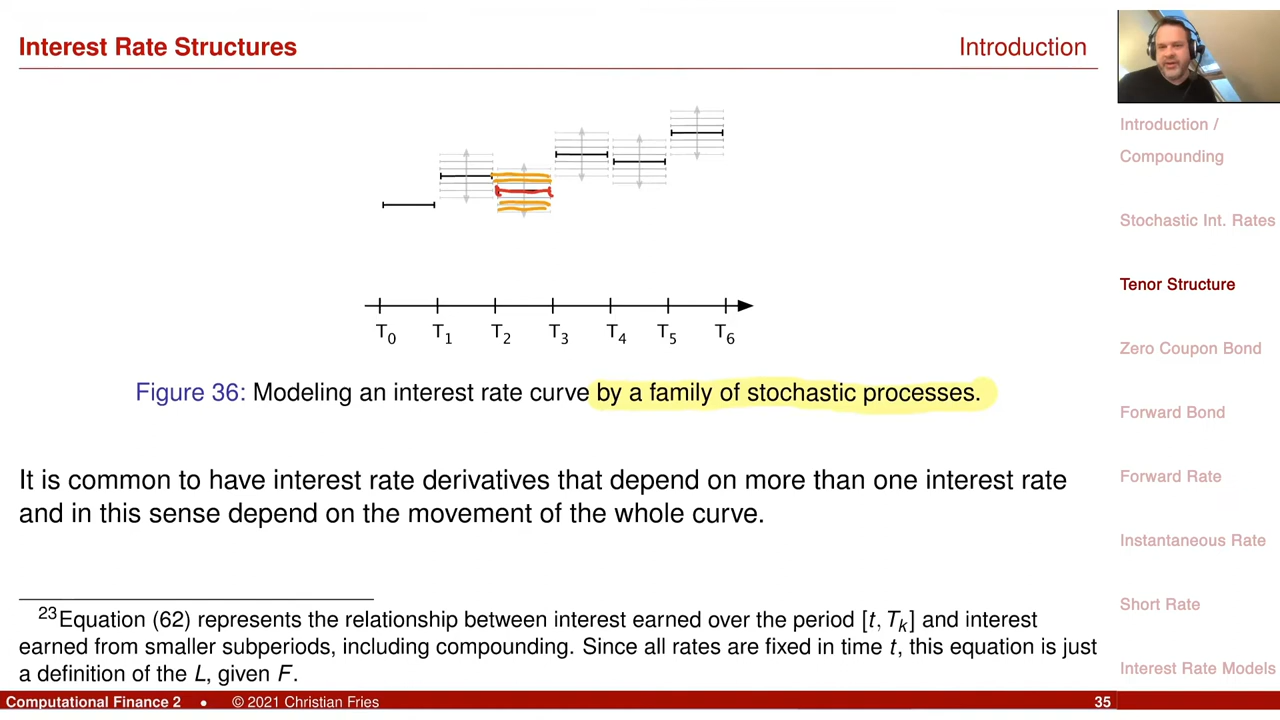 Interest Rate Structures
Introduction
Introduction /
Compounding
Stochastic Int. Rates
Tenor Structure
Zero Coupon Bond
Forward Bond
Forward Rate
Instantaneous Rate
Short Rate
Interest Rate Models
T0 T1 T2 T3 T4 T5 T6
Figure 36: Modeling an interest rate curve by a family of stochastic processes.
It is common to have interest rate derivatives that depend on more than one interest rate
and in this sense depend on the movement of the whole curve.
23Equation (62) represents the relationship between interest earned over the period [t, Tk] and interest
earned from smaller subperiods, including compounding. Since all rates are fixed in time t, this equation is just
a definition of the L, given F.
Computational Finance 2 • © 2021 Christian Fries 35